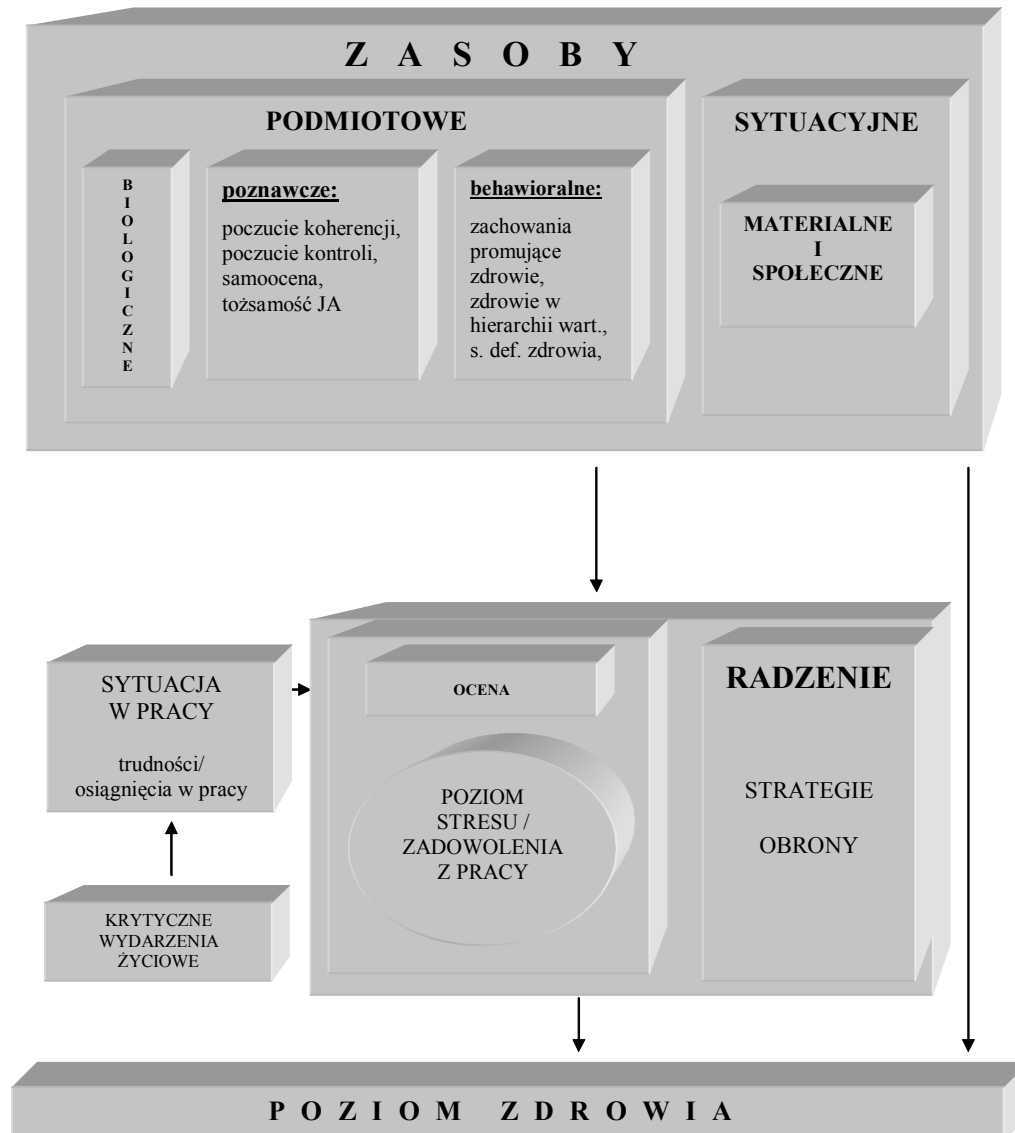 Z A S O B Y
PODMIOTOWE
BIOLOGICZNE
poznawcze:
poczucie koherencji,
poczucie kontroli,
samoocena,
tożsamość JA
behawioralne:
zachowania
promujące
zdrowie,
zdrowie w
hierarchii wart.,
s. def. zdrowia,
SYTUACYJNE
MATERIALNE
I
SPOŁECZNE
SYTUACJA
W PRACY
trudności/
osiągnięcia w pracy
KRYTYCZNE
WYDARZENIA
ŻYCIOWE
OCENA
POZIOM
STRESU /
ZADOWOLENIA
Z PRACY
RADZENIE
STRATEGIE
OBRONY
P O Z I O M Z D R O W I A